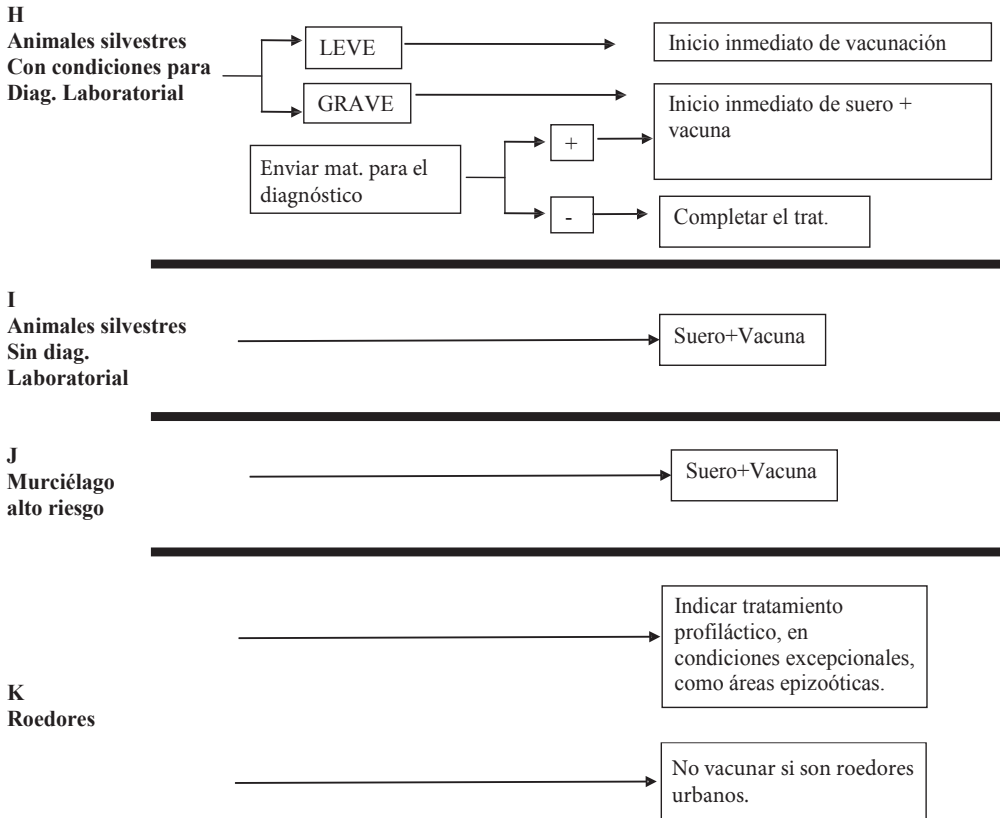 H
Animales silvestres
Con condiciones para
Diag. Laboratorial
LEVE
Inicio inmediato de vacunación
GRAVE
Inicio inmediato de suero +
vacuna
Enviar mat. para el
diagnóstico
+
-
Completar el trat.
I
Animales silvestres
Sin diag.
Laboratorial
Suero+Vacuna
J
Murciélago
alto riesgo
Suero+Vacuna
K
Roedores
Indicar tratamiento
profiláctico, en
condiciones excepcionales,
como áreas epizoóticas.
No vacunar si son roedores
urbanos.